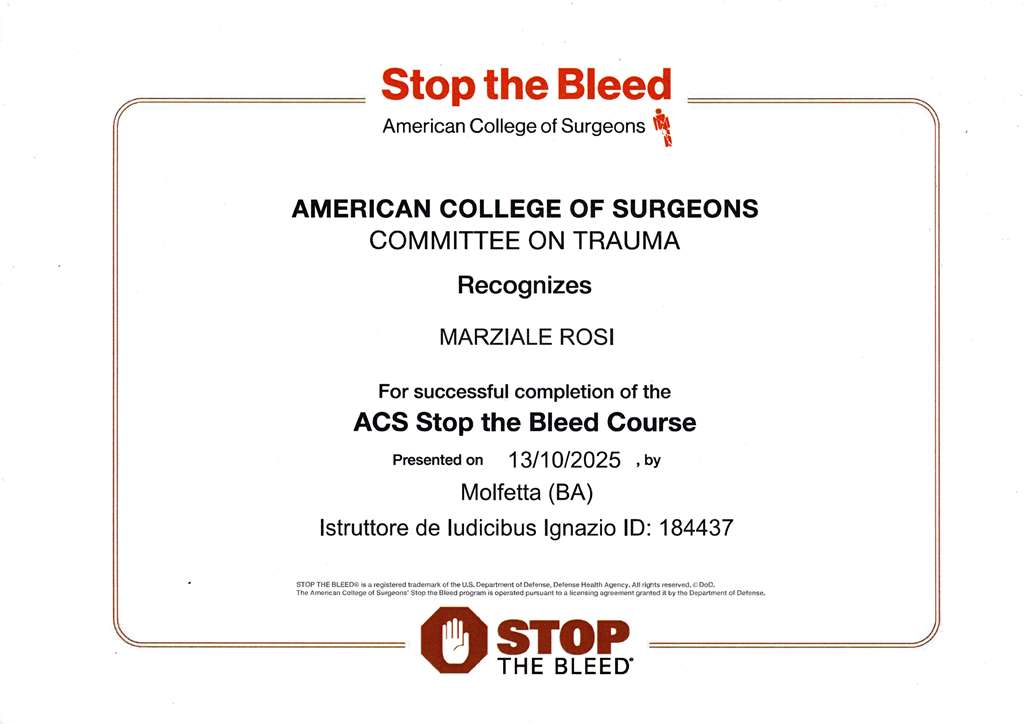 Stop the Bleed
American College of Surgeons
AMERICAN COLLEGE OF SURGEONS
COMMITTEE ON TRAUMA
Recognizes
MARZIALE ROSI
For successful completion of the
ACS Stop the Bleed Course
Presented on 13/10/2025 , by
Molfetta (BA)
Istruttore de Iudicibus Ignazio ID: 184437
STOP THE BLEED® is a registered trademark of the U.S. Department of Defense, Defense Health Agency. All rights reserved. © DoD.
The American College of Surgeons' Stop the Bleed program is operated pursuant to a licensing agreement granted it by the Department of Defense.
STOP
THE BLEED®